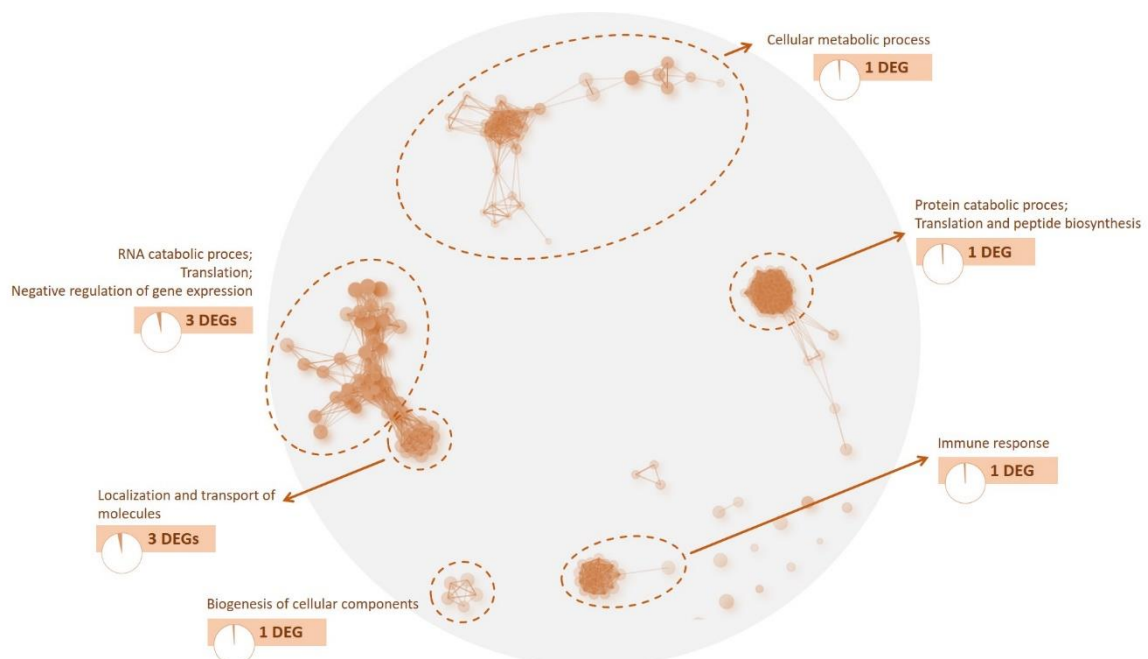 Cellular metabolic process
1 DEG
Protein catabolic proces;
Translation and peptide biosynthesis
1 DEG
RNA catabolic proces;
Translation;
Negative regulation of gene expression
3 DEGs
Immune response
1 DEG
Localization and transport of
molecules
3 DEGs
Biogenesis of cellular components
1 DEG